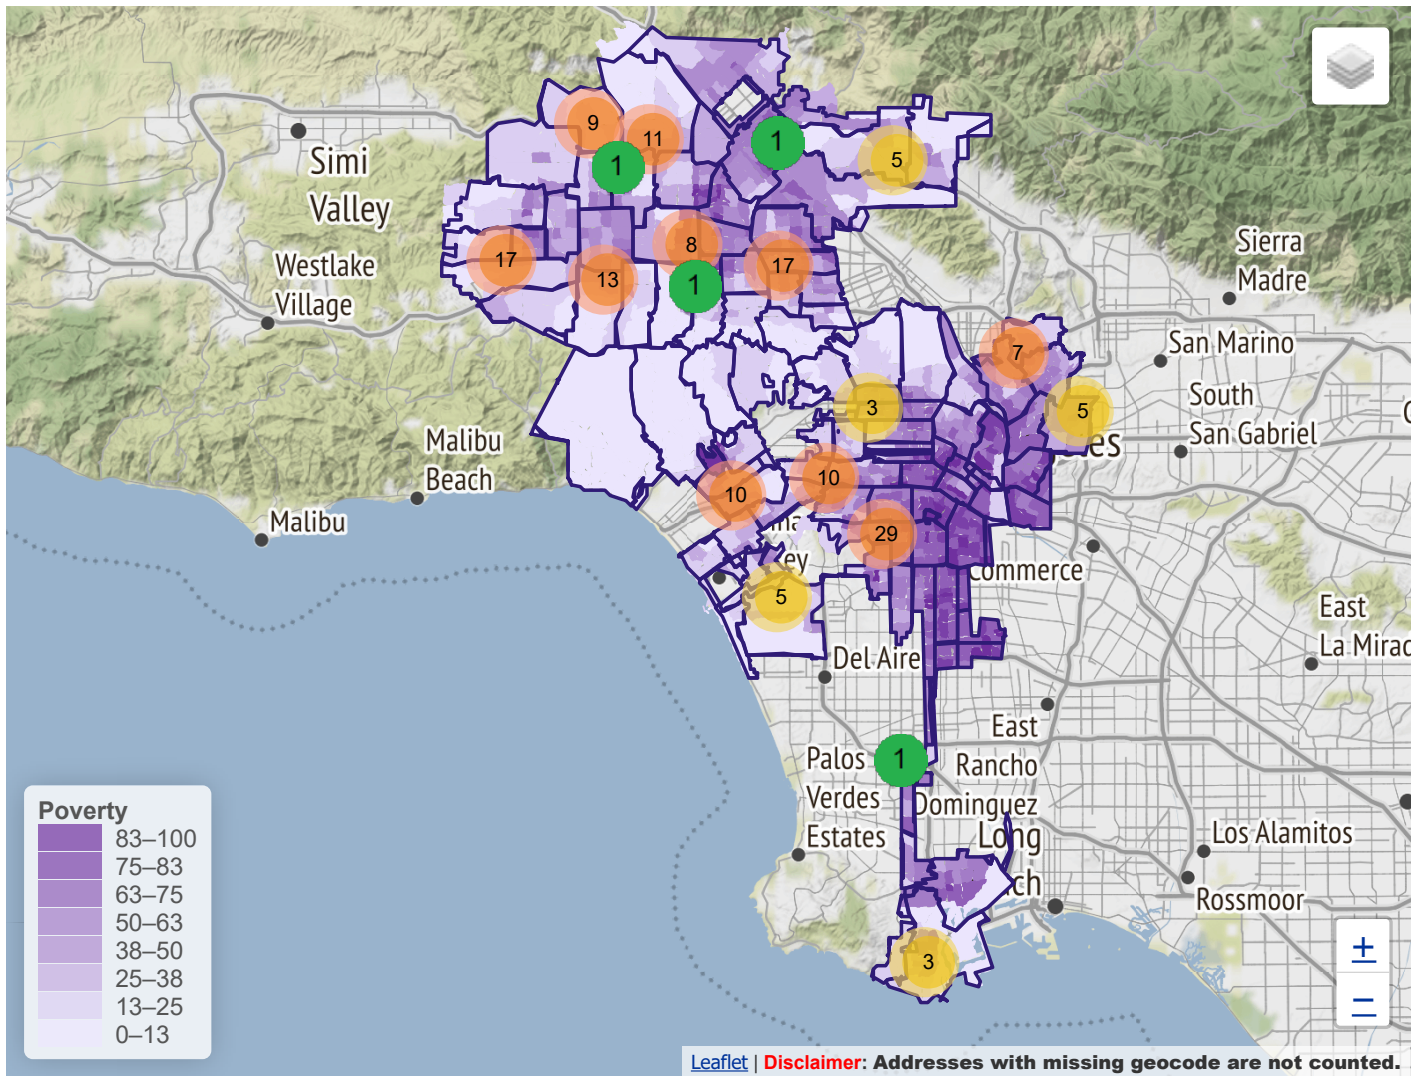 9
11
1
1
5
Simi
Valley
Sierra
Madre
Westlake
Village
17
13
8
1
17
San Marino
7
South
San Gabriel
3
5
es
Malibu
Beach
Malibu
10
10
29
ey
Commerce
5
East
La Mirad
Del Aire
East
Rancho
Dominguez
1
Palos
Verdes
Estates
Long
ch
Los Alamitos
Rossmoor
3
Poverty
83–100
75–83
63–75
50–63
38–50
25–38
13–25
0–13
+
−
Leaflet | Disclaimer: Addresses with missing geocode are not counted.